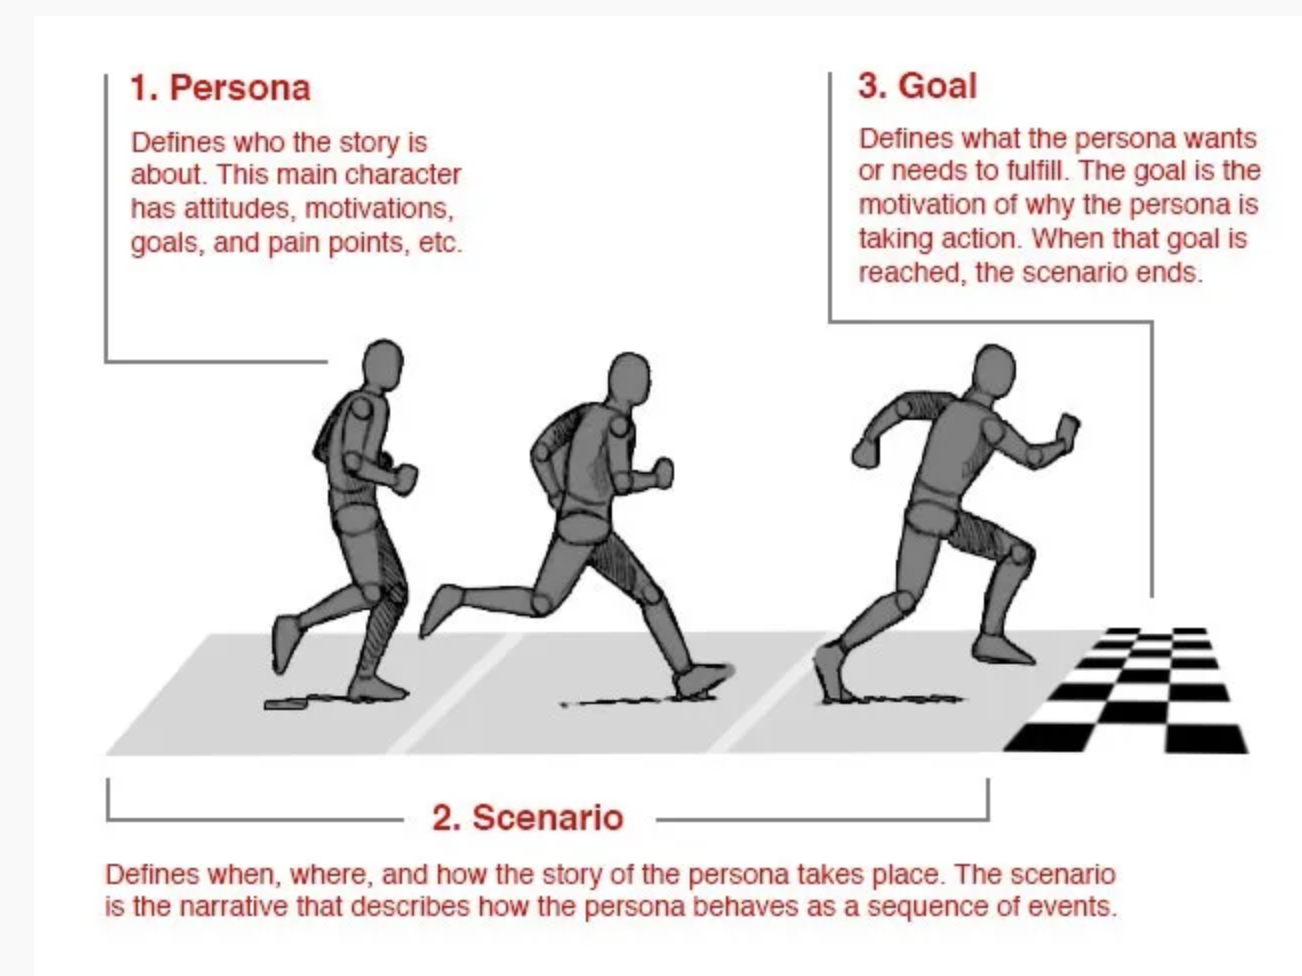 1. Persona
Defines who the story is
about. This main character
has attitudes, motivations,
goals, and pain points, etc.
3. Goal
Defines what the persona wants
or needs to fulfill. The goal is the
motivation of why the persona is
taking action. When that goal is
reached, the scenario ends.
2. Scenario
Defines when, where, and how the story of the persona takes place. The scenario
is the narrative that describes how the persona behaves as a sequence of events.